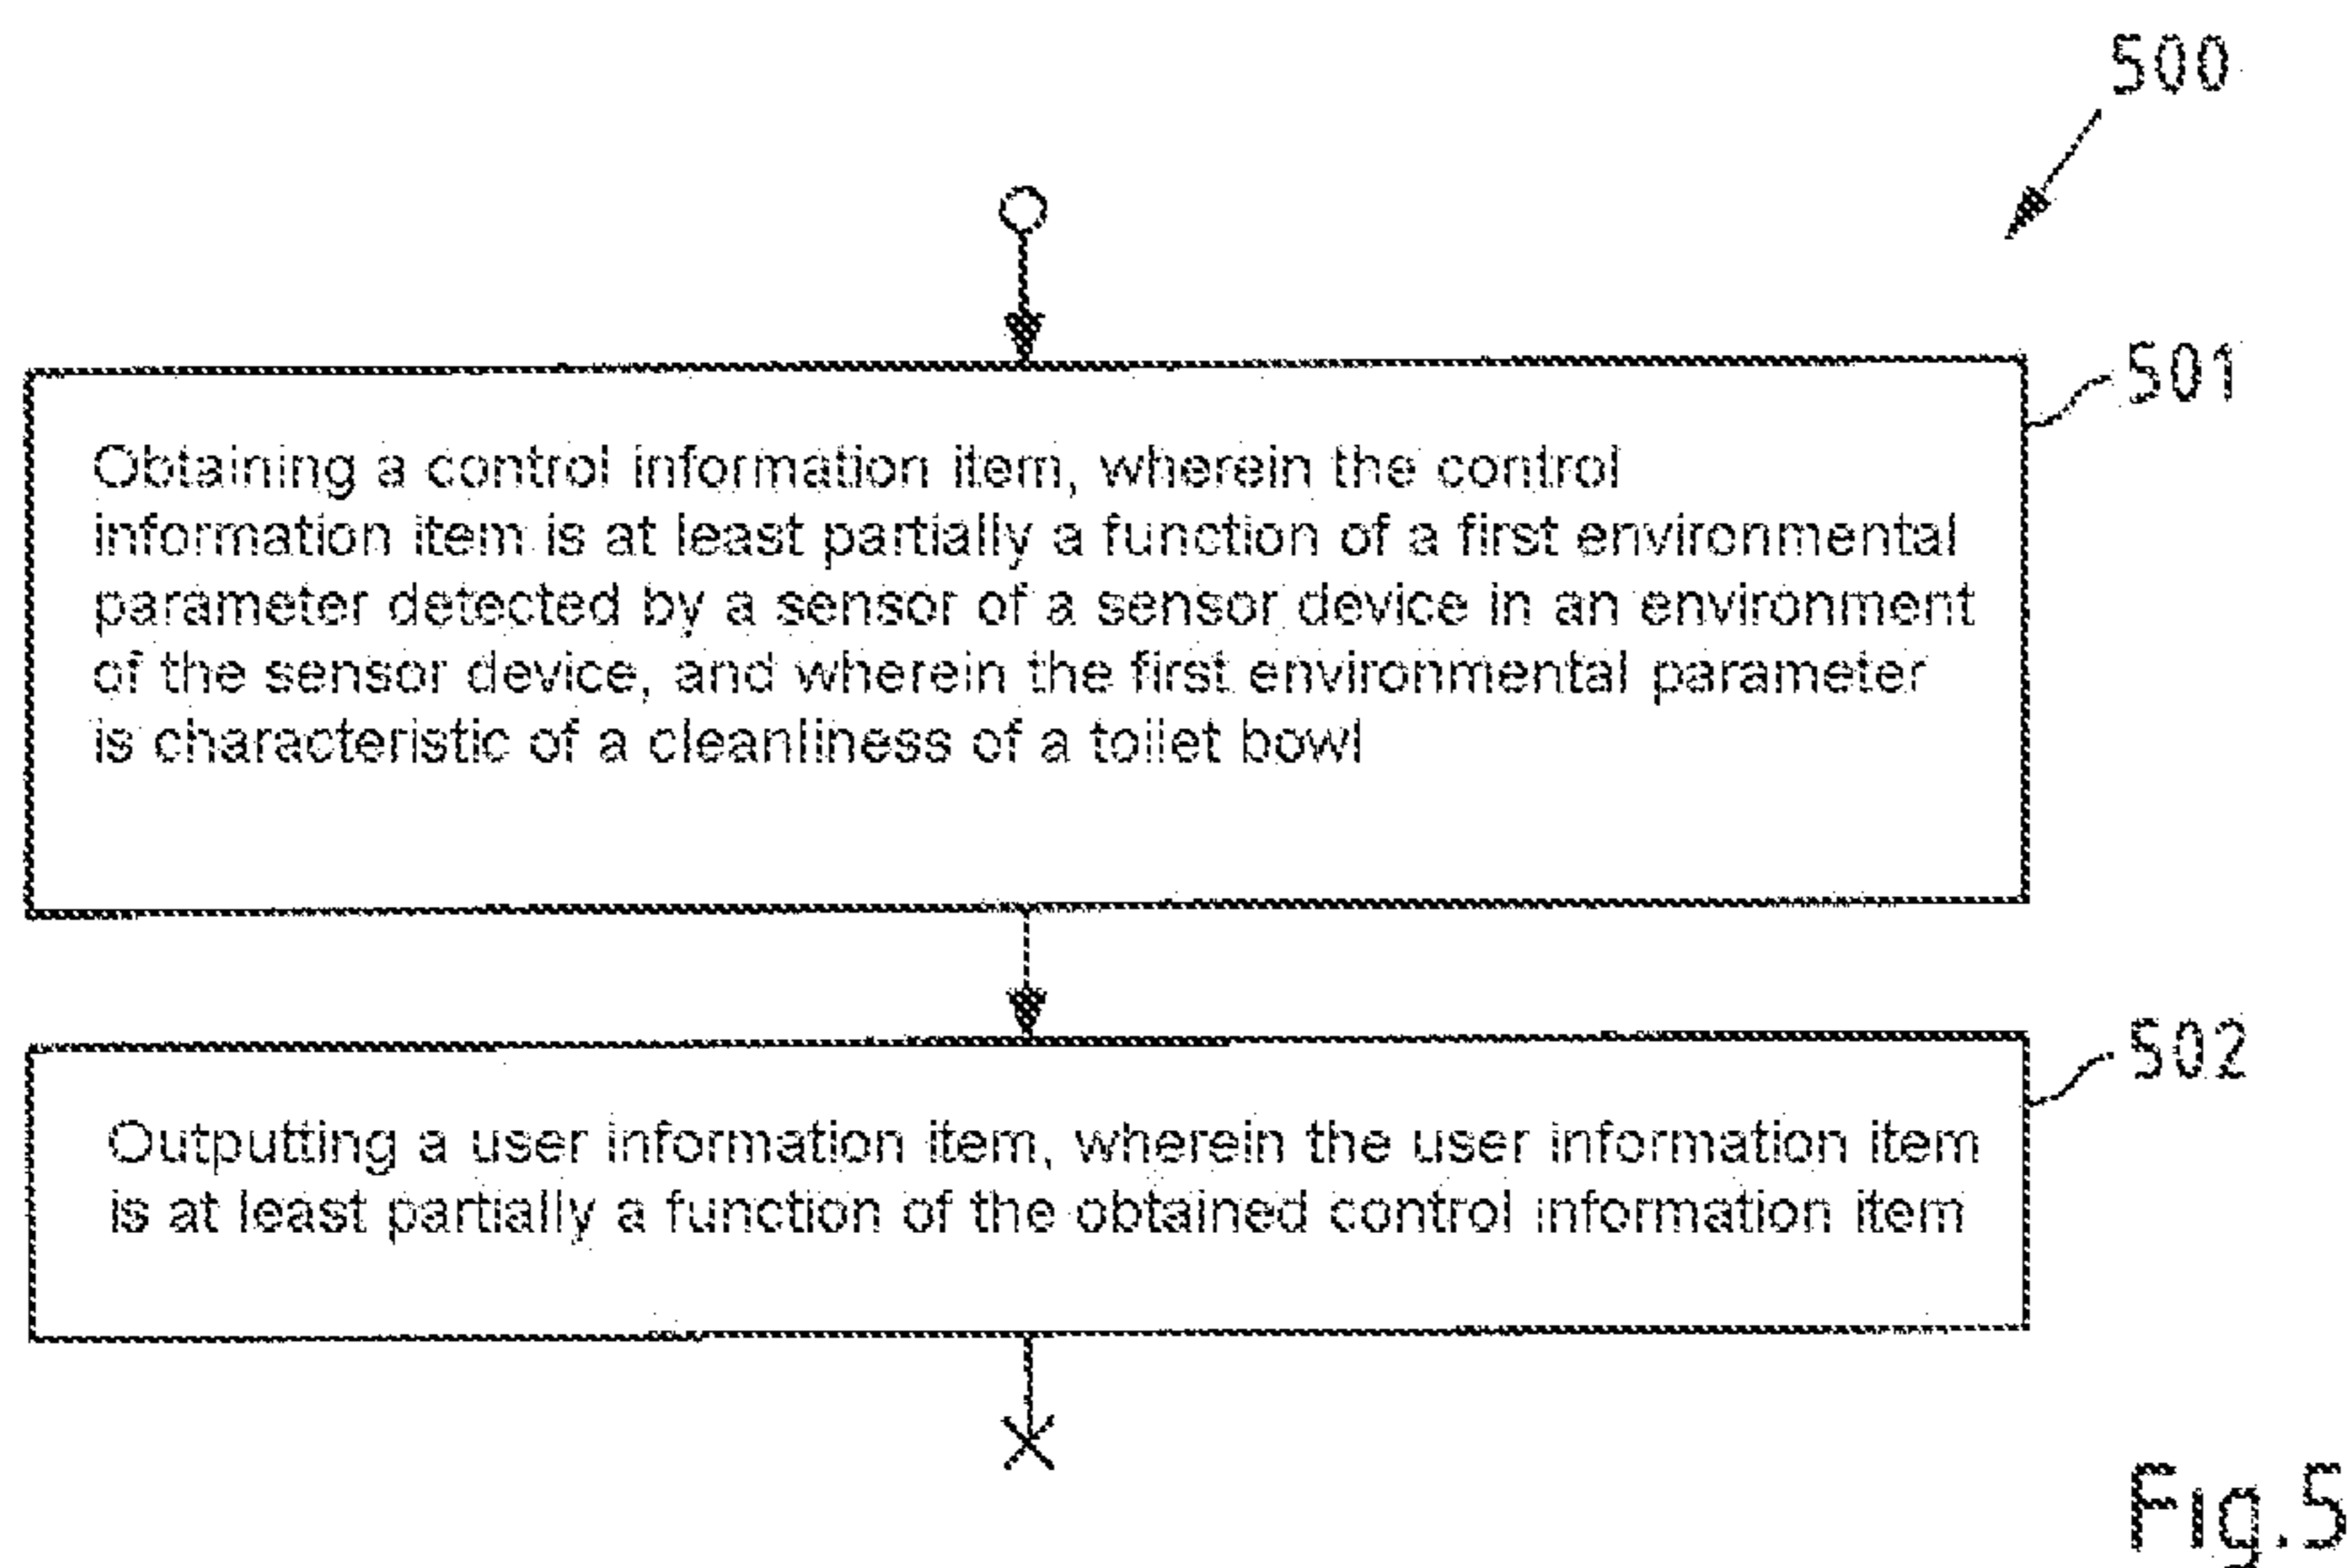 500
501
Obtaining a control information item, wherein the control
information item is at least partially a function of a first environmental
parameter detected by a sensor of a sensor device in an environment
of the sensor device, and wherein the first environmental parameter
is characteristic of a cleanliness of a toilet bowl
502
Outputting a user information item, wherein the user information item
is at least partially a function of the obtained control information item
Fig.5